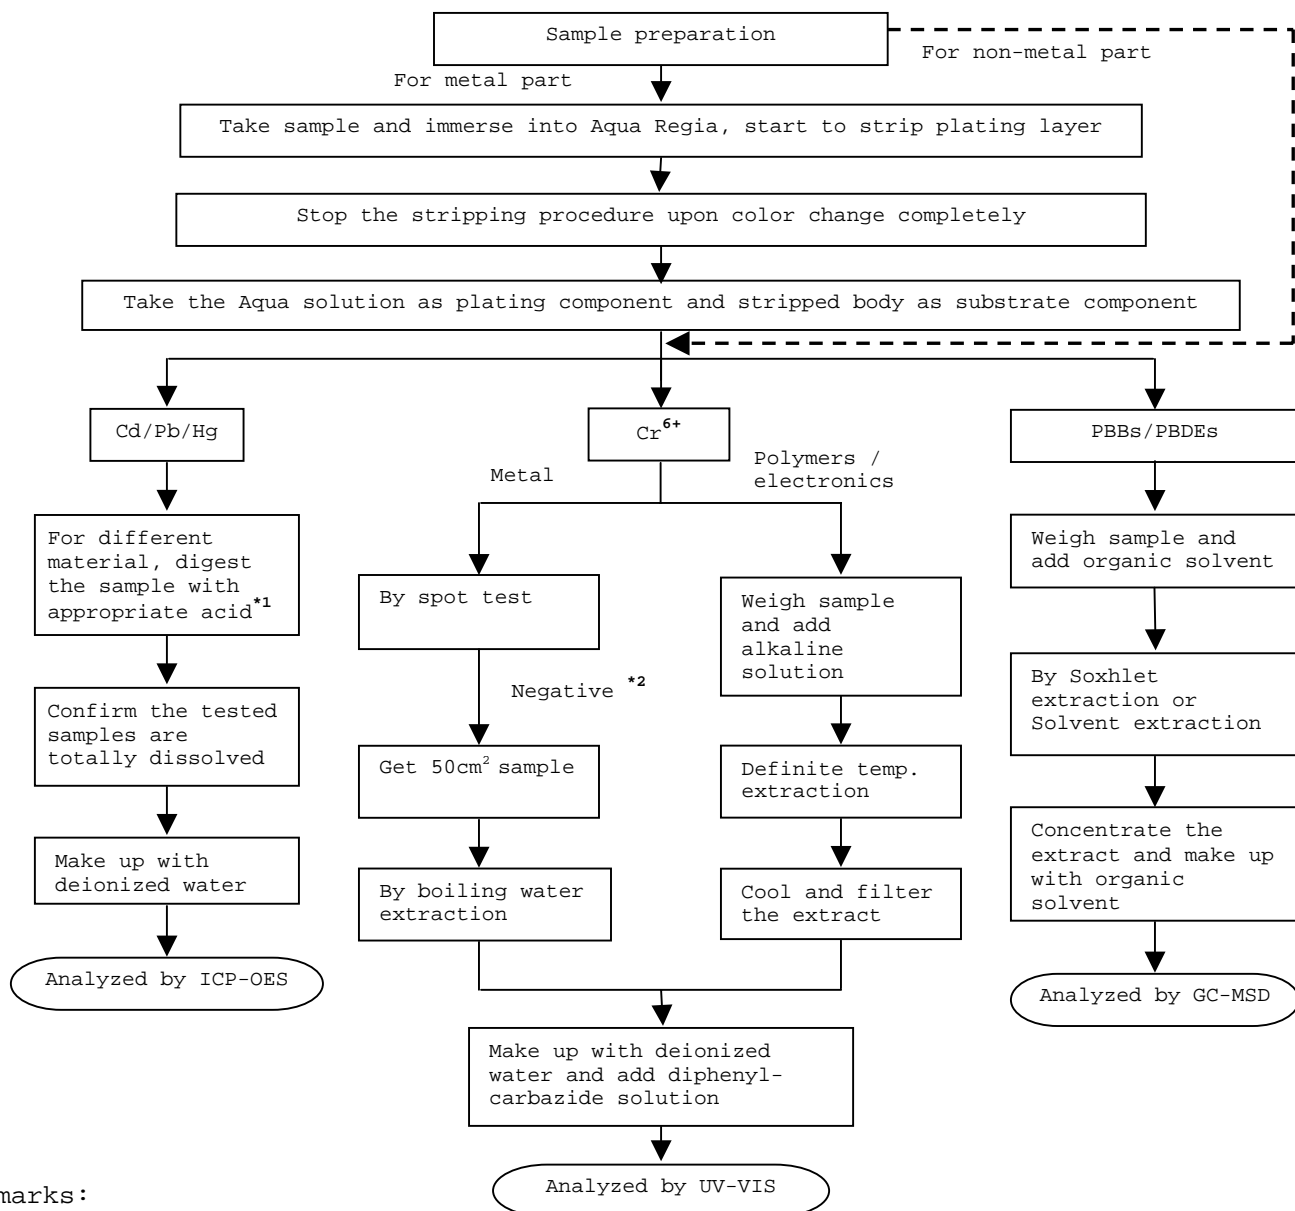 Sample preparation
For non-metal part
For metal part
Take sample and immerse into Aqua Regia, start to strip plating layer
Stop the stripping procedure upon color change completely
Take the Aqua solution as plating component and stripped body as substrate component
Cd/Pb/Hg
For different
material, digest
the sample with
appropriate acid*1
Confirm the tested
samples are
totally dissolved
Make up with
deionized water
Analyzed by ICP-OES
Cr6+
Metal
By spot test
Negative *2
Get 50cm2 sample
By boiling water
extraction
Polymers /
electronics
Weigh sample
and add
alkaline
solution
Definite temp.
extraction
Cool and filter
the extract
Make up with deionized
water and add diphenyl-
carbazide solution
Analyzed by UV-VIS
PBBs/PBDEs
Weigh sample and
add organic solvent
By Soxhlet
extraction or
Solvent extraction
Concentrate the
extract and make up
with organic
solvent
Analyzed by GC-MSD
marks: